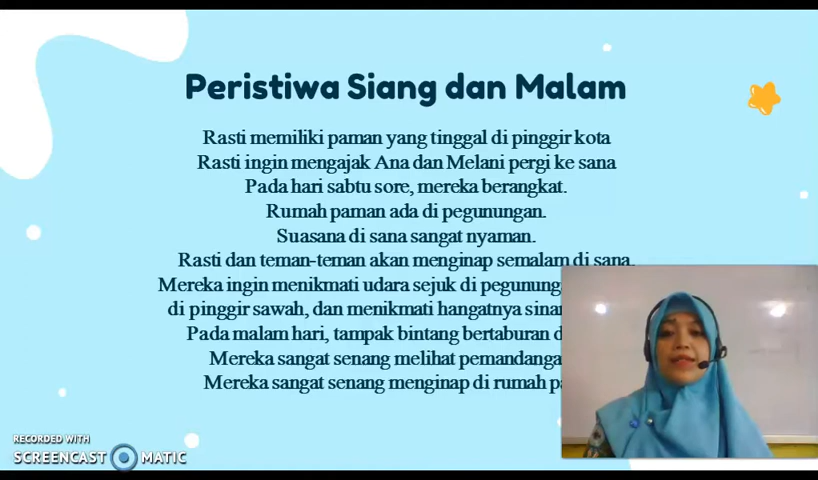 Peristiwa Siang dan Malam
Rasti memiliki paman yang tinggal di pinggir kota
Rasti ingin mengajak Ana dan Melani pergi ke sana
Pada hari sabtu sore, mereka berangkat.
Rumah paman ada di pegunungan.
Suasana di sana sangat nyaman.
Rasti dan teman-teman akan menginap semalam di sana.
Mereka ingin menikmati udara sejuk di
di pinggir sawah, dan menikmati hangatnya
Pada malam hari, tampak bintang bertaburan
Mereka sangat senang melihat
Mereka sangat senang menginap di rumah
RECORDED WITH
SCREENCAST MATIC